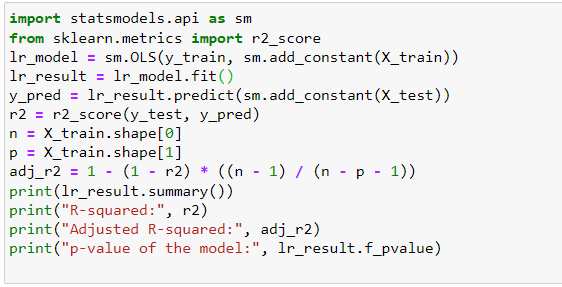 import statsmodels.api as sm
from sklearn.metrics import r2_score
lr_model = sm.OLS(y_train, sm.add_constant(X_train))
lr_result = lr_model.fit()
y_pred = lr_result.predict(sm.add_constant(X_test))
r2 = r2_score(y_test, y_pred)
n = X_train.shape[0]
p = X_train.shape[1]
adj_r2 = 1 - (1 - r2) * ((n - 1) / (n - p - 1))
print(lr_result.summary())
print("R-squared:", r2)
print("Adjusted R-squared:", adj_r2)
print("p-value of the model:", lr_result.f_pvalue)